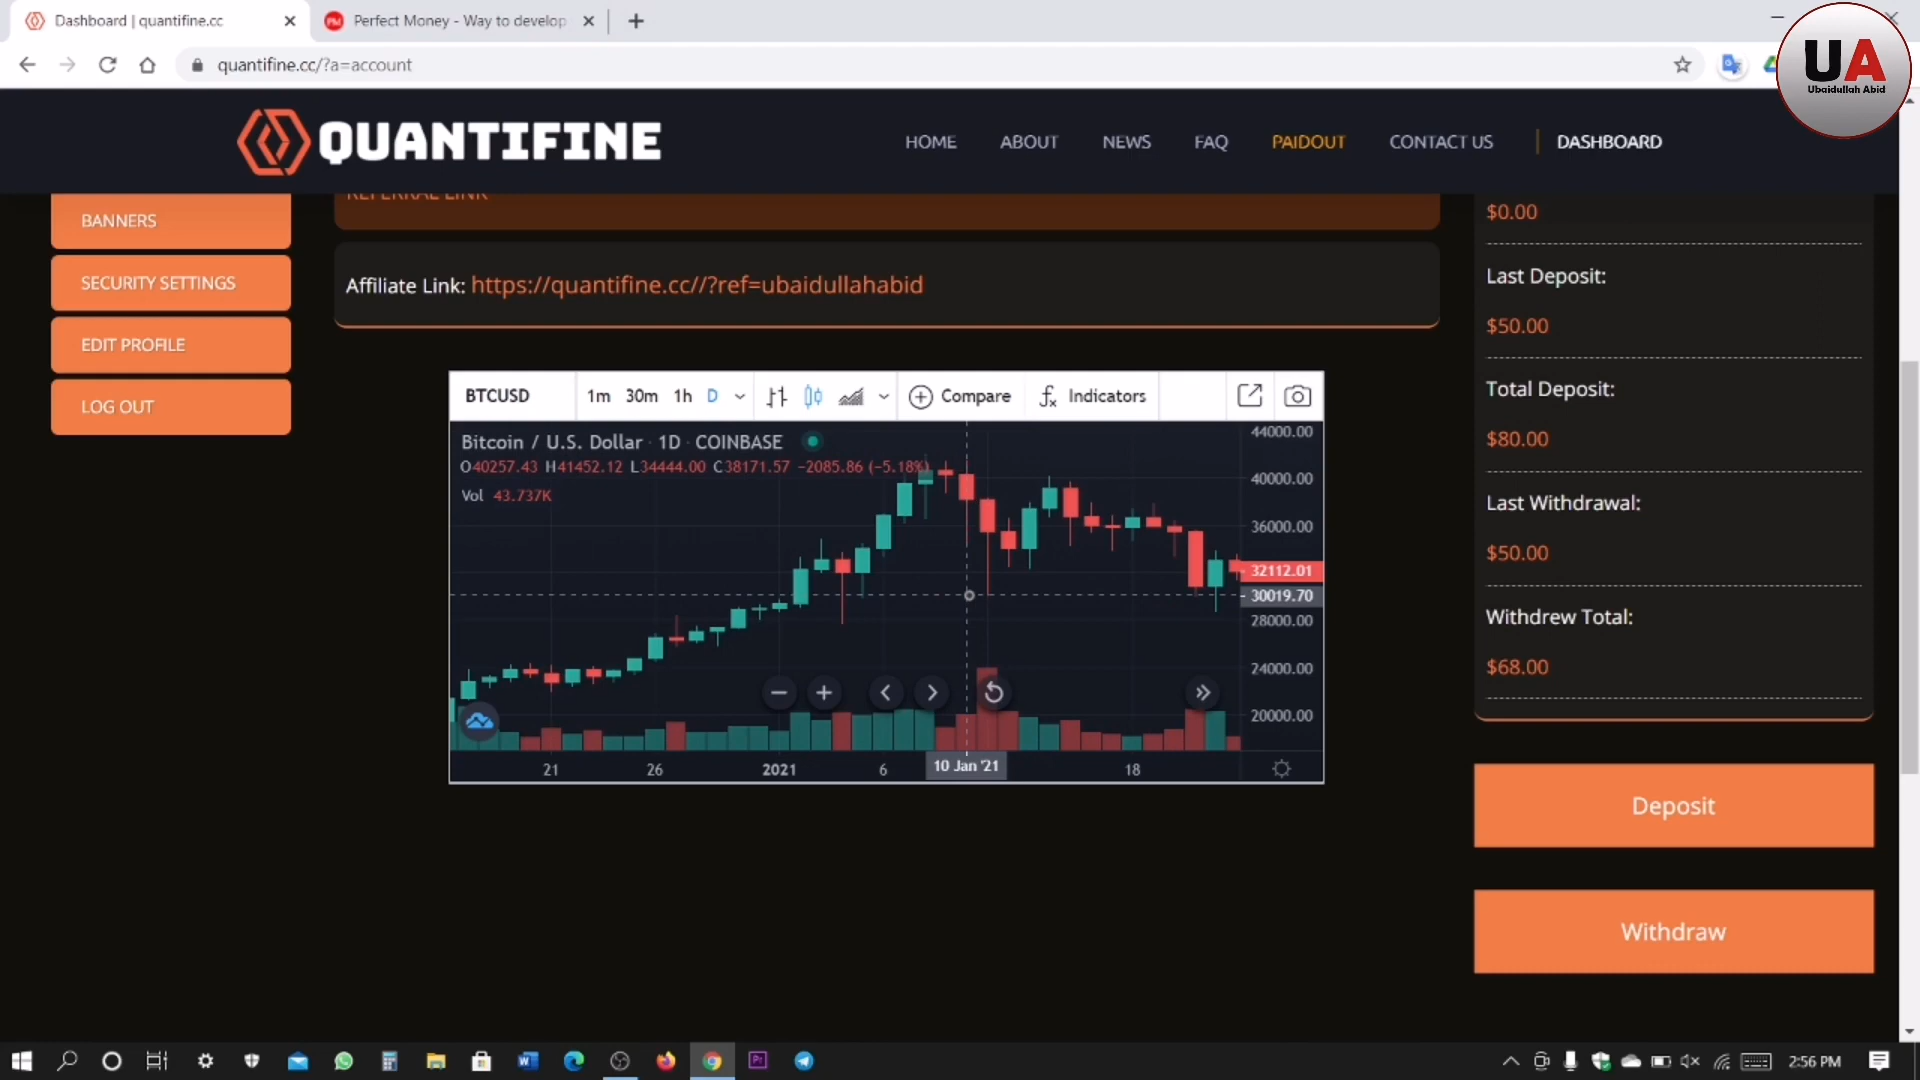 Dashboard | quantifine.cc
Perfect Money - Way to develop
quantifine.cc/?a=account
UA
Ubaidullah Abid
QUANTIFINE
HOME
ABOUT
NEWS
FAQ
PAIDOUT
CONTACT US
DASHBOARD
BANNERS
SECURITY SETTINGS
EDIT PROFILE
LOG OUT
REFERRAL LINK
Affiliate Link: https://quantifine.cc//?ref=ubaidullahabid
BTCUSD
1m 30m 1h D
Compare
Indicators
Bitcoin / U.S. Dollar · 1D · COINBASE
O40257.43 H41452.12 L34444.00 C38171.57 −2085.86 (−5.18%)
Vol 43.737K
44000.00
40000.00
36000.00
32112.01
30019.70
28000.00
24000.00
20000.00
21 26 2021 6 10 Jan '21 18
$0.00
Last Deposit:
$50.00
Total Deposit:
$80.00
Last Withdrawal:
$50.00
Withdrew Total:
$68.00
Deposit
Withdraw
2:56 PM